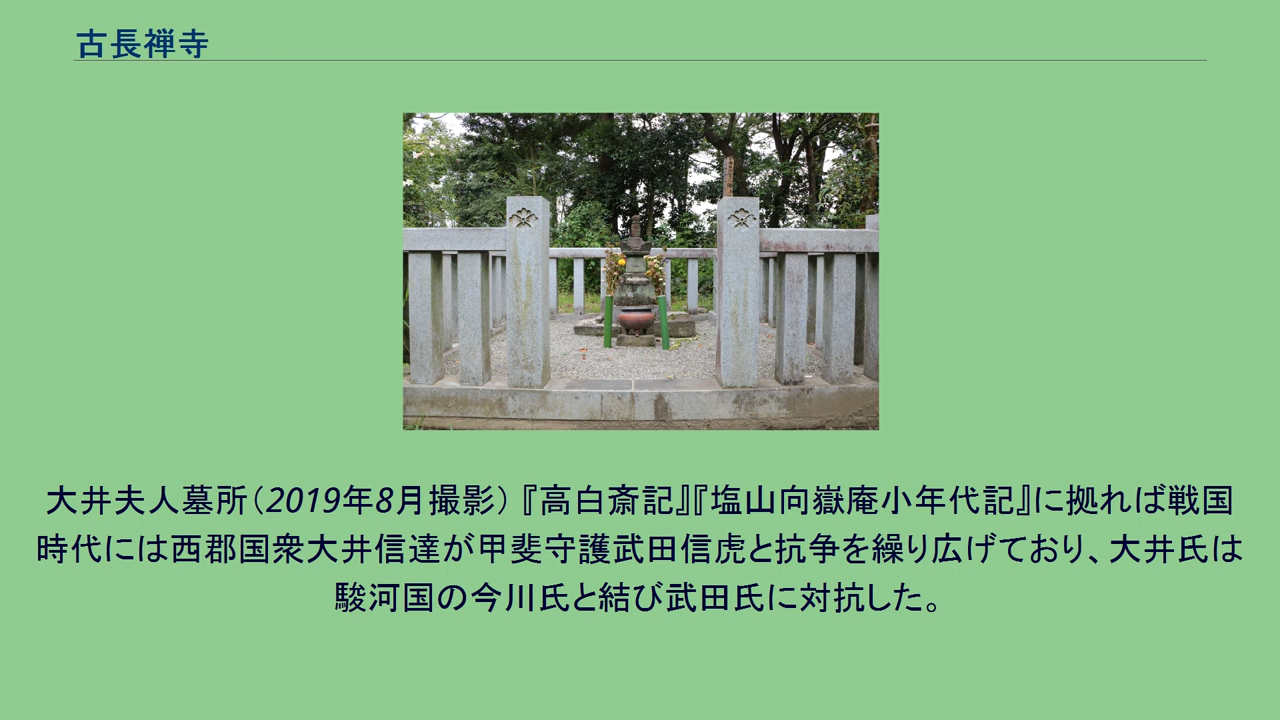 古長禅寺
大井夫人墓所（2019年8月撮影）『高白斎記』『塩山向嶽庵小年代記』に拠れば戦国
時代には西郡国衆大井信達が甲斐守護武田信虎と抗争を繰り広げており、大井氏は
駿河国の今川氏と結び武田氏に対抗した。